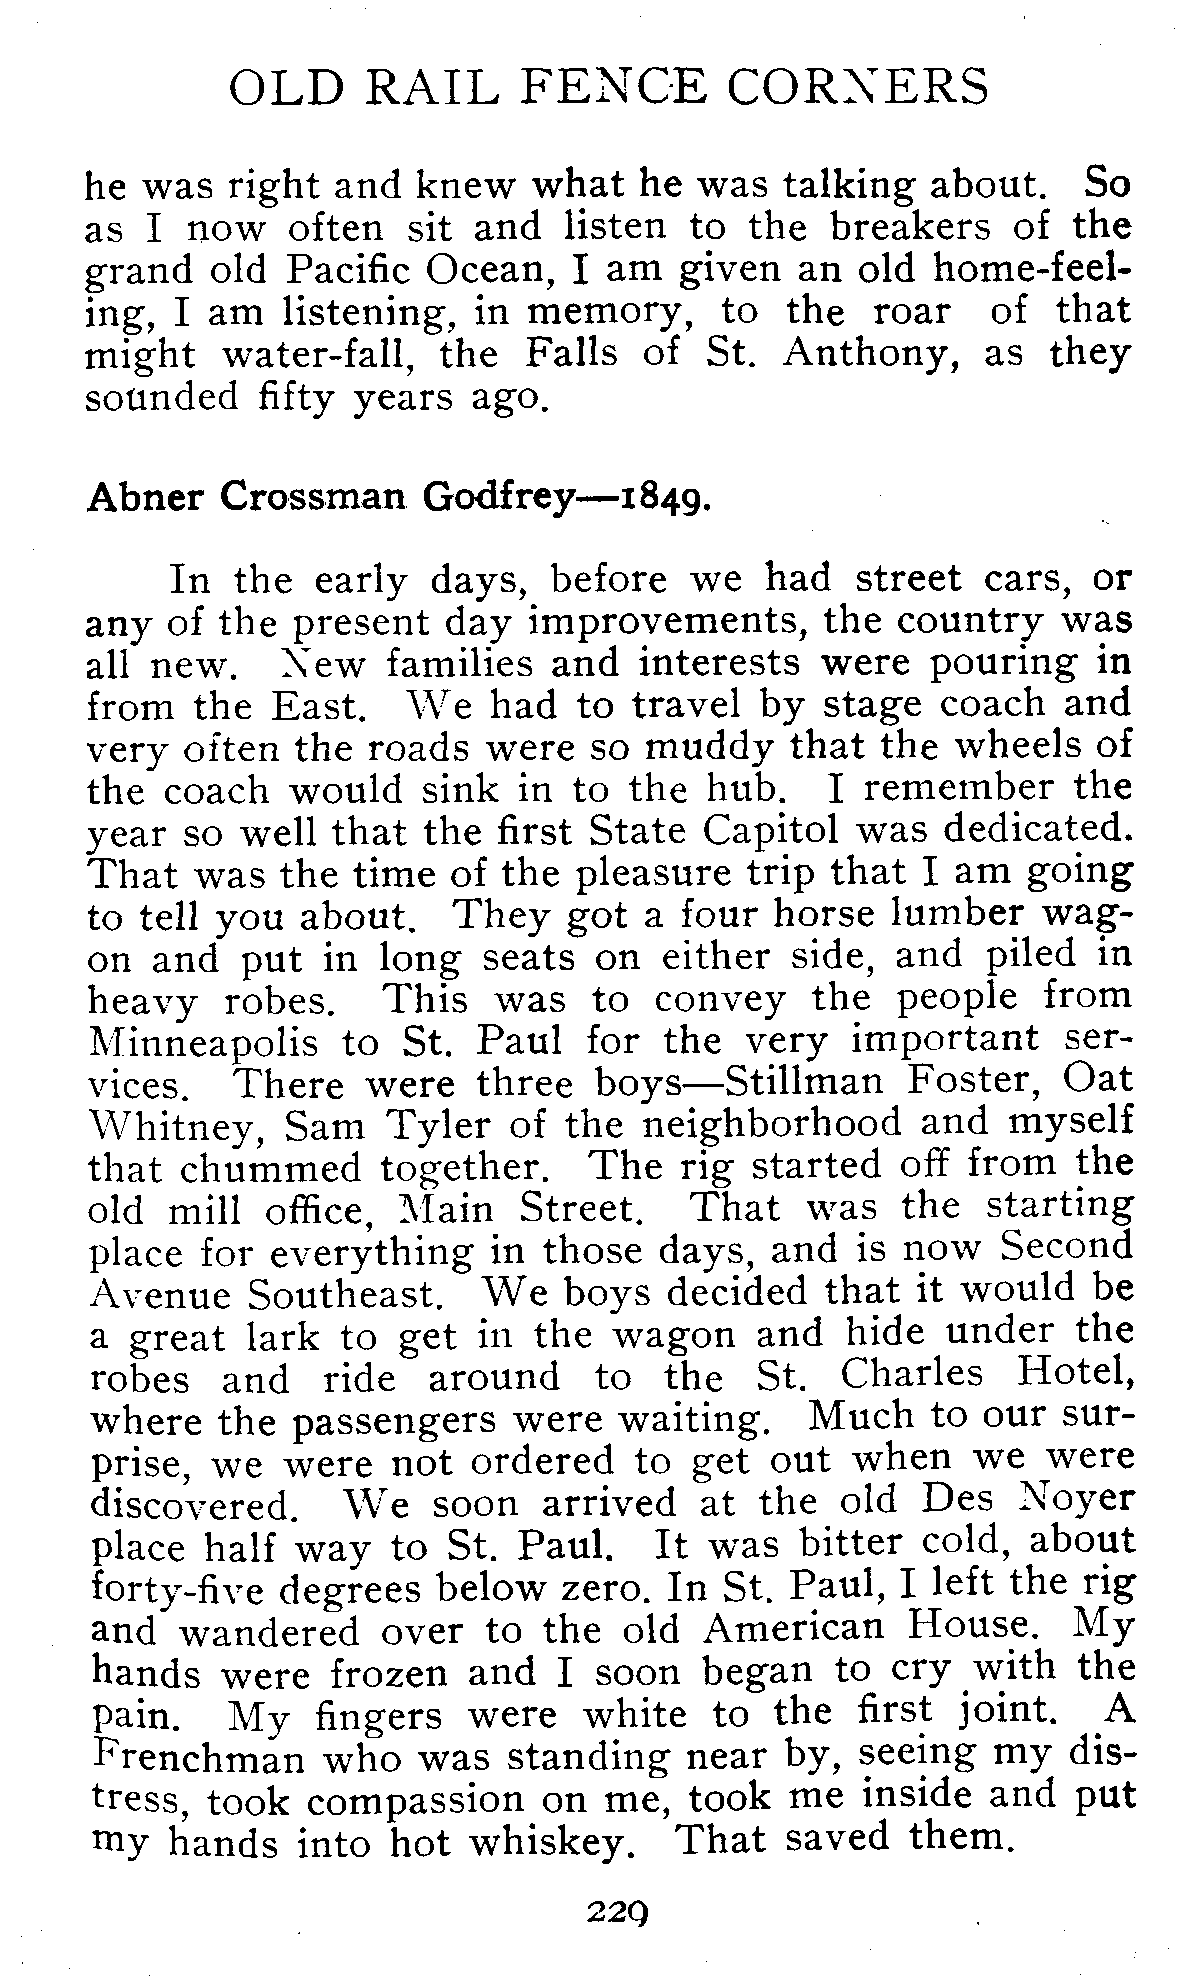 OLD RAIL FENCE CORNERS
he was right and knew what he was talking about. So
as I now often sit and listen to the breakers of the
grand old Pacific Ocean, I am given an old home-feel-
ing, I am listening, in memory, to the roar of that
might water-fall, the Falls of St. Anthony, as they
sounded fifty years ago.
Abner Crossman Godfrey—1849.
In the early days, before we had street cars, or
any of the present day improvements, the country was
all new. New families and interests were pouring in
from the East. We had to travel by stage coach and
very often the roads were so muddy that the wheels of
the coach would sink in to the hub. I remember the
year so well that the first State Capitol was dedicated.
That was the time of the pleasure trip that I am going
to tell you about. They got a four horse lumber wag-
on and put in long seats on either side, and piled in
heavy robes. This was to convey the people from
Minneapolis to St. Paul for the very important ser-
vices. There were three boys—Stillman Foster, Oat
Whitney, Sam Tyler of the neighborhood and myself
that chummed together. The rig started off from the
old mill office, Main Street. That was the starting
place for everything in those days, and is now Second
Avenue Southeast. We boys decided that it would be
a great lark to get in the wagon and hide under the
robes and ride around to the St. Charles Hotel,
where the passengers were waiting. Much to our sur-
prise, we were not ordered to get out when we were
discovered. We soon arrived at the old Des Noyer
place half way to St. Paul. It was bitter cold, about
forty-five degrees below zero. In St. Paul, I left the rig
and wandered over to the old American House. My
hands were frozen and I soon began to cry with the
pain. My fingers were white to the first joint. A
Frenchman who was standing near by, seeing my dis-
tress, took compassion on me, took me inside and put
my hands into hot whiskey. That saved them.
229